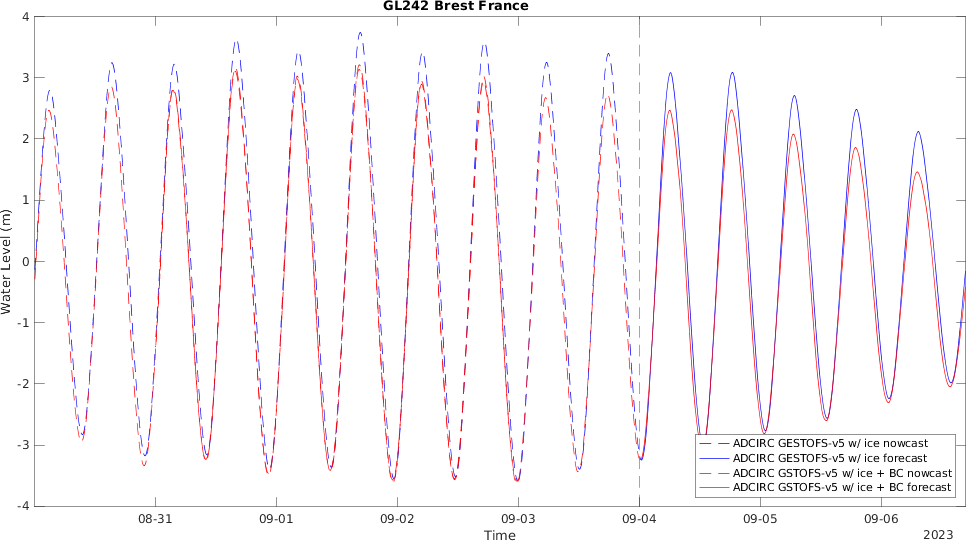 GL242 Brest France
4
3
2
1
0
-1
-2
-3
-4
Water Level (m)
08-31
09-01
09-02
09-03
09-04
09-05
09-06
Time
2023
ADCIRC GESTOFS-v5 w/ ice nowcast
ADCIRC GESTOFS-v5 w/ ice forecast
ADCIRC GSTOFS-v5 w/ ice + BC nowcast
ADCIRC GSTOFS-v5 w/ ice + BC forecast